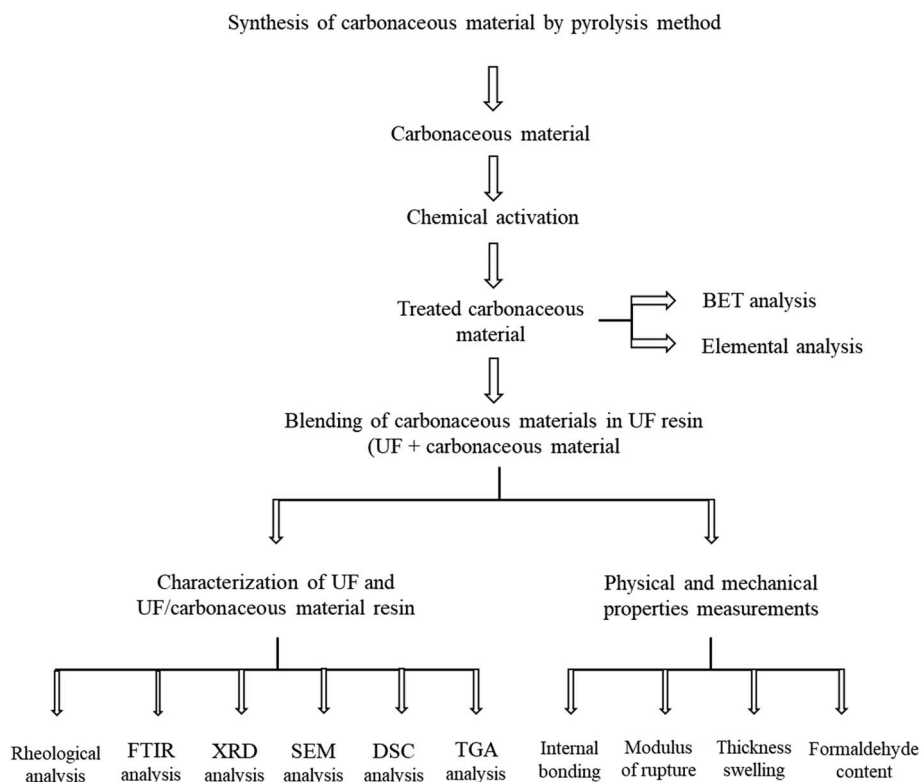 Synthesis of carbonaceous material by pyrolysis method
Carbonaceous material
Chemical activation
Treated carbonaceous
material
BET analysis
Elemental analysis
Blending of carbonaceous materials in UF resin
(UF + carbonaceous material
Characterization of UF and
UF/carbonaceous material resin
Physical and mechanical
properties measurements
Rheological
analysis
FTIR
analysis
XRD
analysis
SEM
analysis
DSC
analysis
TGA
analysis
Internal
bonding
Modulus
of rupture
Thickness
swelling
Formaldehyde
content